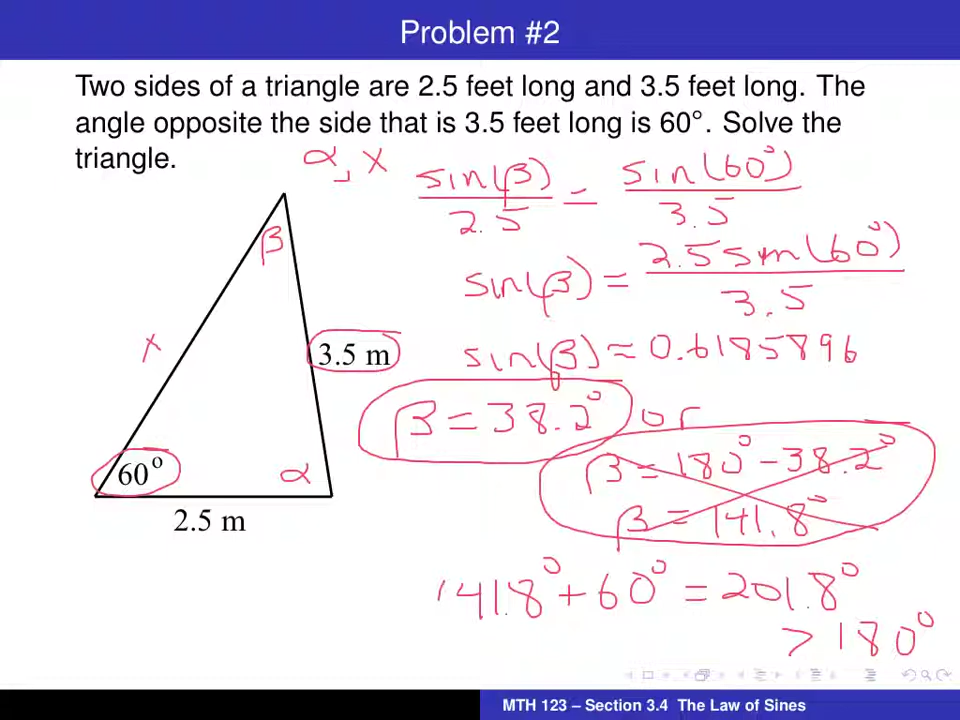 Problem #2
Two sides of a triangle are 2.5 feet long and 3.5 feet long. The
angle opposite the side that is 3.5 feet long is 60°. Solve the
triangle.
α, x
β
x
3.5 m
60°
α
2.5 m
sin(β)/2.5 = sin(60°)/3.5
sin(β) = 2.5 sin(60°)/3.5
sin(β) ≈ 0.6185896
β = 38.2° or
β = 180° - 38.2°
β = 141.8°
141.8° + 60° = 201.8°
> 180°
MTH 123 – Section 3.4 The Law of Sines